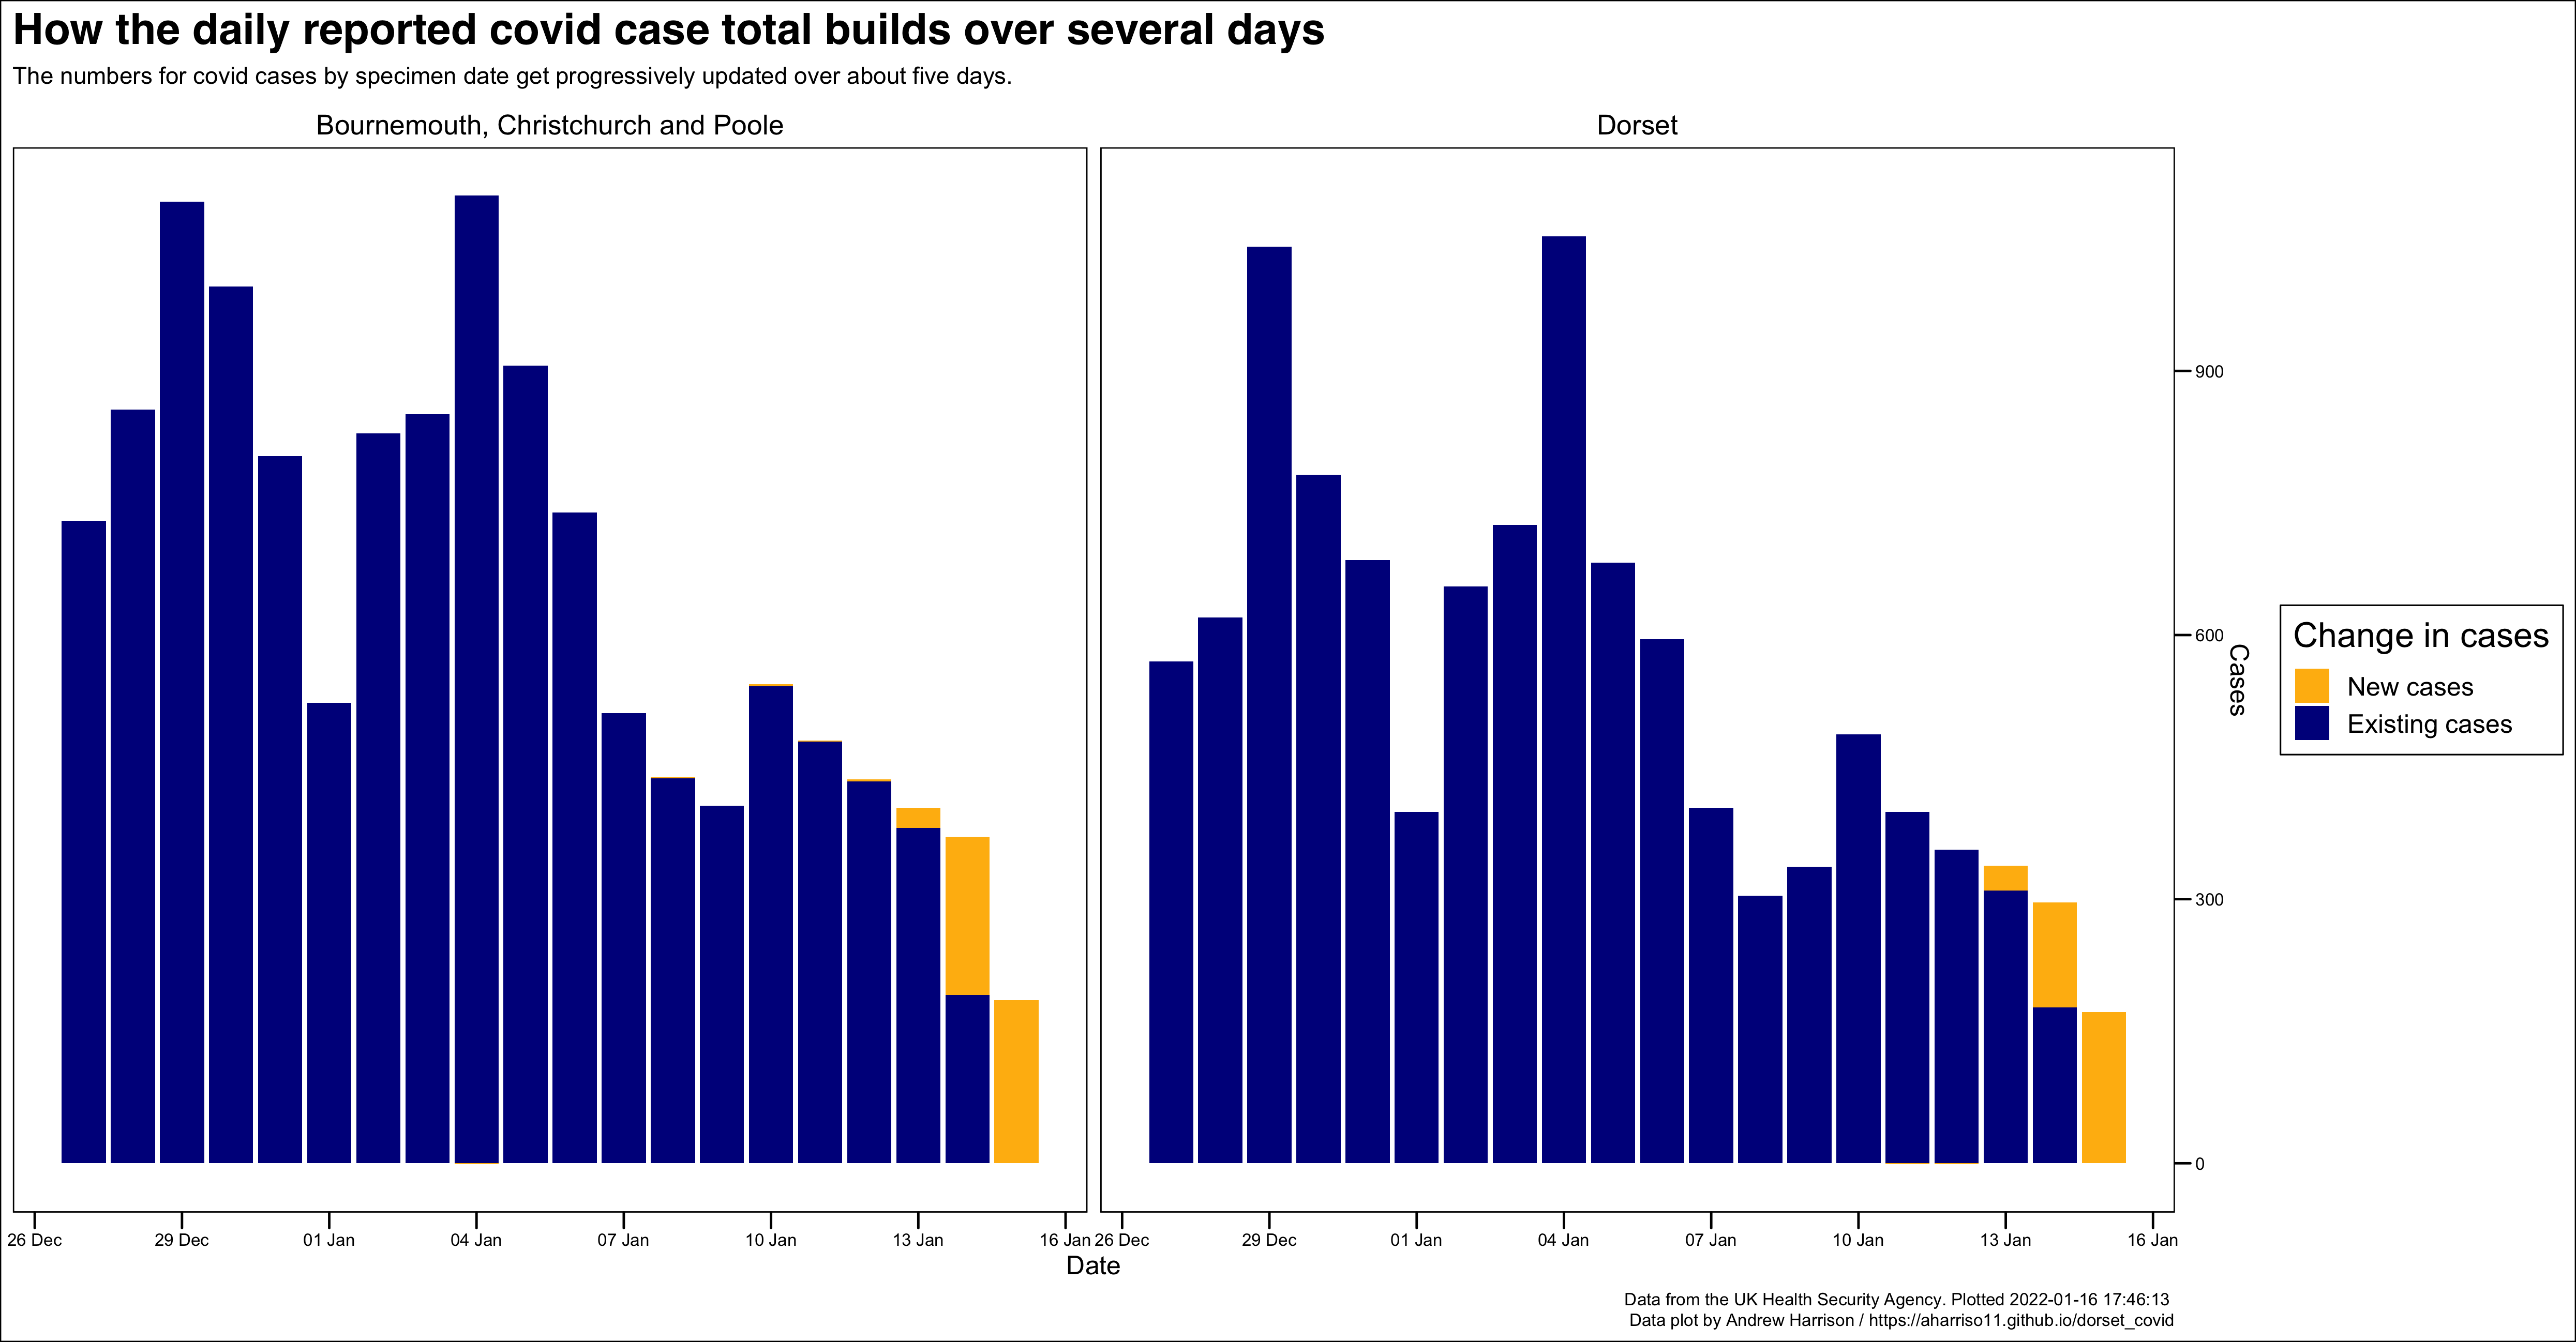 How the daily reported covid case total builds over several days
The numbers for covid cases by specimen date get progressively updated over about five days.
Bournemouth, Christchurch and Poole
Dorset
900
600
300
0
Cases
Change in cases
New cases
Existing cases
26 Dec
29 Dec
01 Jan
04 Jan
07 Jan
10 Jan
13 Jan
16 Jan
26 Dec
29 Dec
01 Jan
04 Jan
07 Jan
10 Jan
13 Jan
16 Jan
Date
Data from the UK Health Security Agency. Plotted 2022-01-16 17:46:13
Data plot by Andrew Harrison / https://aharriso11.github.io/dorset_covid